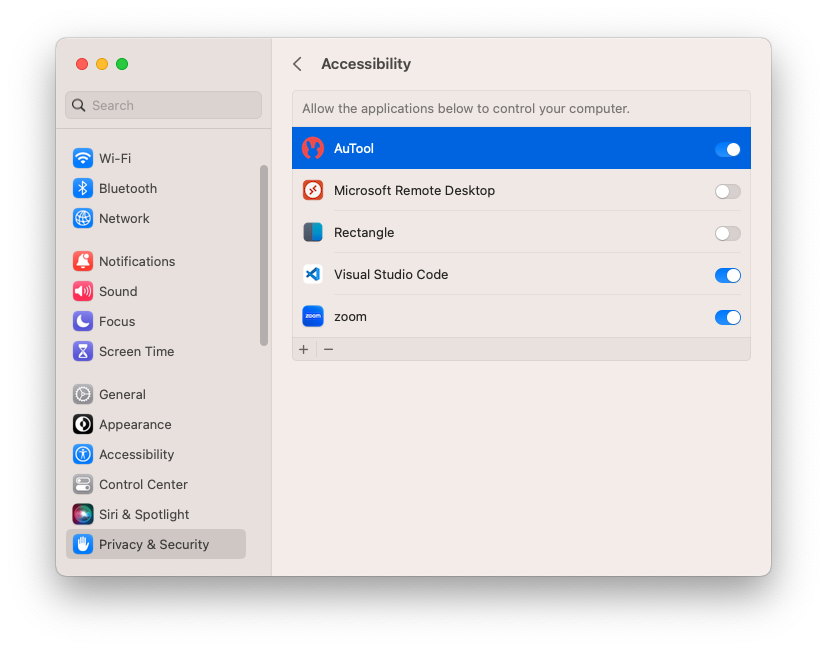 Search
Wi-Fi
Bluetooth
Network
Notifications
Sound
Focus
Screen Time
General
Appearance
Accessibility
Control Center
Siri & Spotlight
Privacy & Security
Accessibility
Allow the applications below to control your computer.
AuTool
Microsoft Remote Desktop
Rectangle
Visual Studio Code
zoom
zoom
+ −